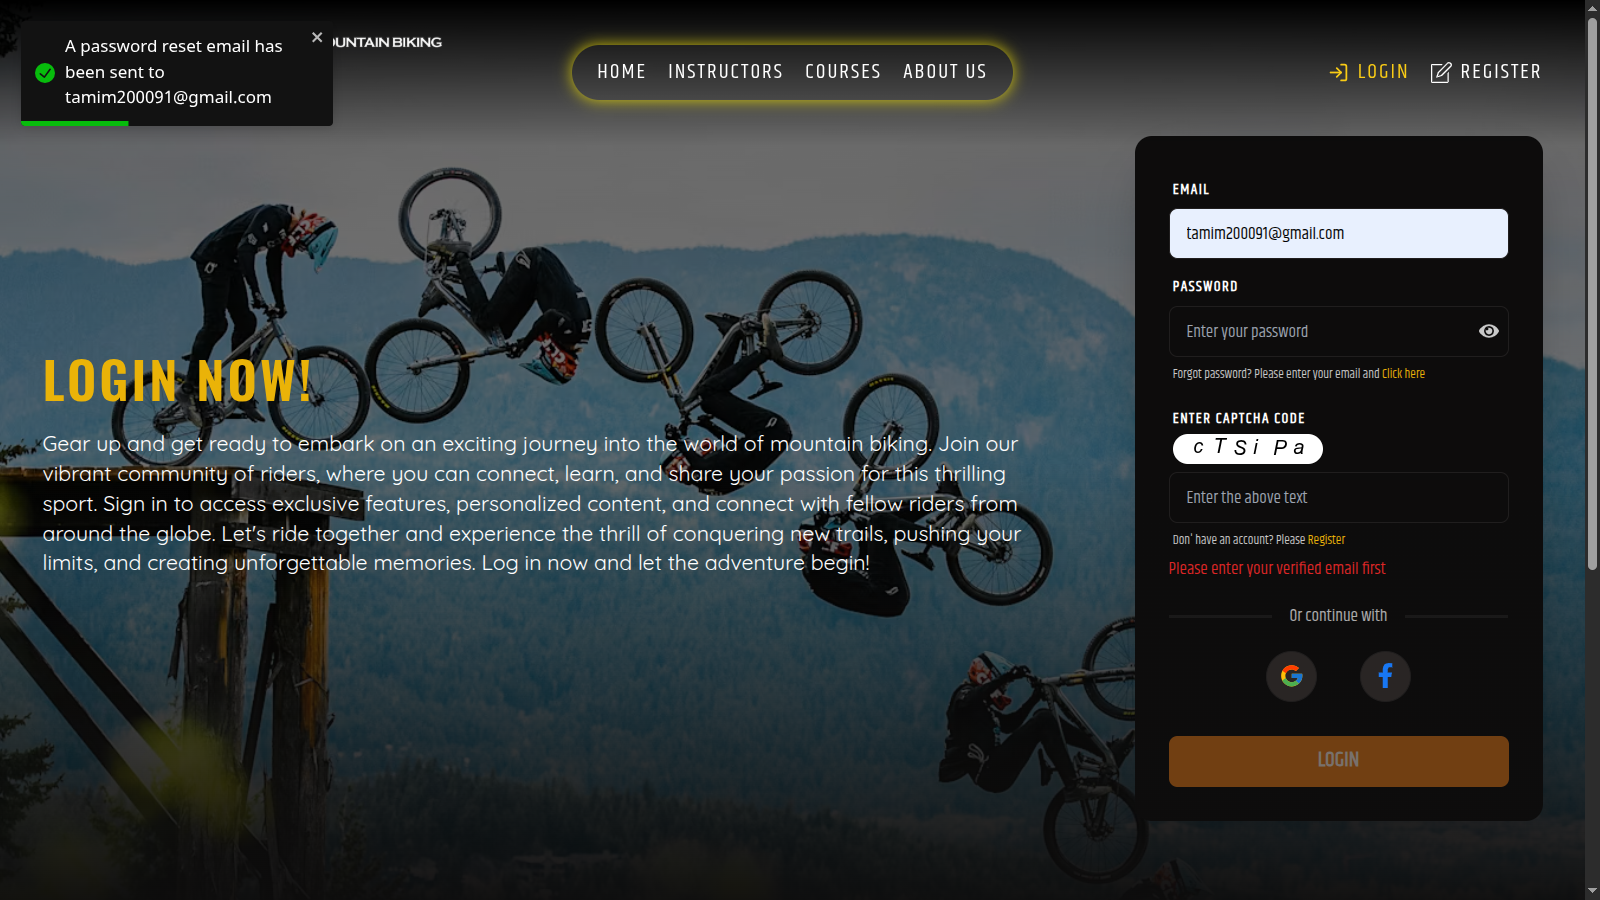 A password reset email has
been sent to
tamim200091@gmail.com
BIKING
HOME
INSTRUCTORS
COURSES
ABOUT US
LOGIN
REGISTER
LOGIN NOW!
Gear up and get ready to embark on an exciting journey into the world of mountain biking. Join our
vibrant community of riders, where you can connect, learn, and share your passion for this thrilling
sport. Sign in to access exclusive features, personalized content, and connect with fellow riders from
around the globe. Let's ride together and experience the thrill of conquering new trails, pushing your
limits, and creating unforgettable memories. Log in now and let the adventure begin!
EMAIL
tamim200091@gmail.com
PASSWORD
Enter your password
Forgot password? Please enter your email and Click here
ENTER CAPTCHA CODE
c T S i P a
Enter the above text
Don' have an account? Please Register
Please enter your verified email first
Or continue with
LOGIN